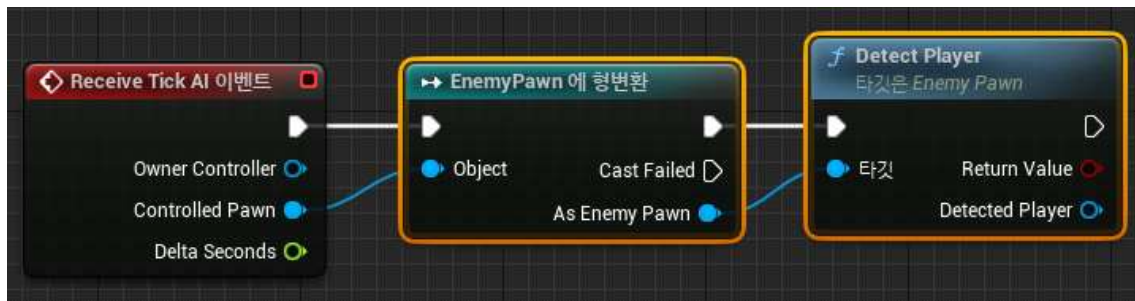 Receive Tick AI 이벤트
Owner Controller
Controlled Pawn
Delta Seconds
EnemyPawn 에 형변환
Object
Cast Failed
As Enemy Pawn
f Detect Player
타깃은 Enemy Pawn
타깃
Return Value
Detected Player